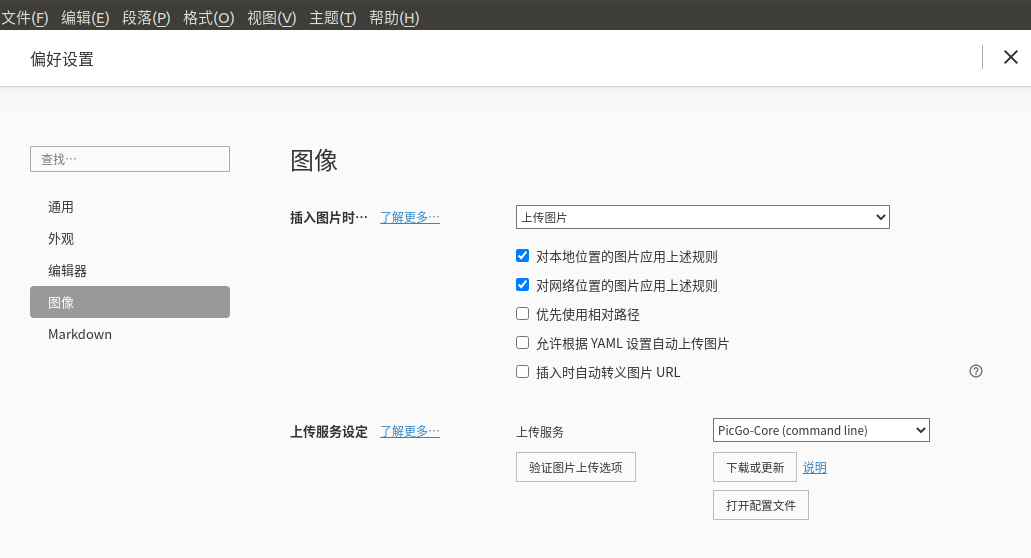 文件(F) 编辑(E) 段落(P) 格式(O) 视图(V) 主题(T) 帮助(H)
偏好设置
查找…
通用
外观
编辑器
图像
Markdown
图像
插入图片时… 了解更多… 上传图片
对本地位置的图片应用上述规则
对网络位置的图片应用上述规则
优先使用相对路径
允许根据 YAML 设置自动上传图片
插入时自动转义图片 URL
上传服务设定 了解更多… 上传服务 PicGo-Core (command line)
验证图片上传选项 下载或更新 说明
打开配置文件